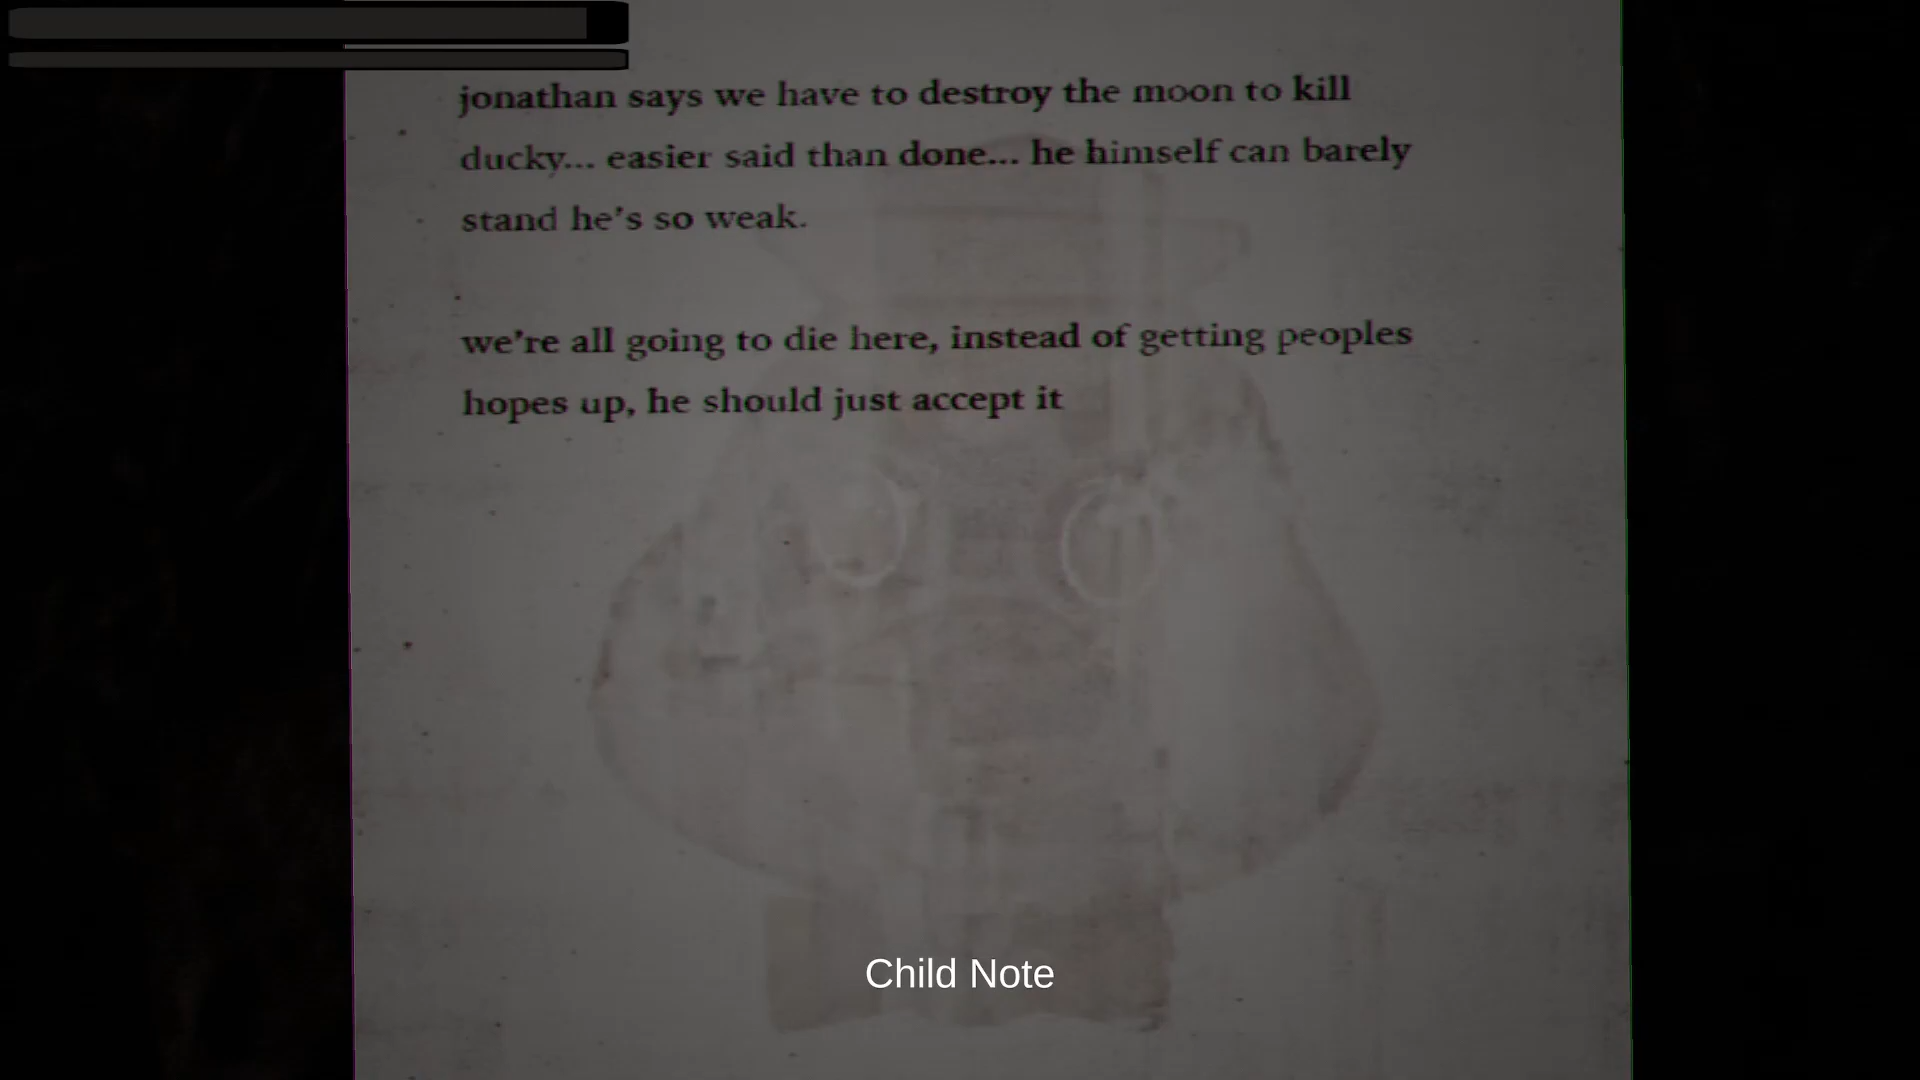 jonathan says we have to destroy the moon to kill
ducky... easier said than done... he himself can barely
stand he's so weak.
we're all going to die here, instead of getting peoples
hopes up, he should just accept it
Child Note